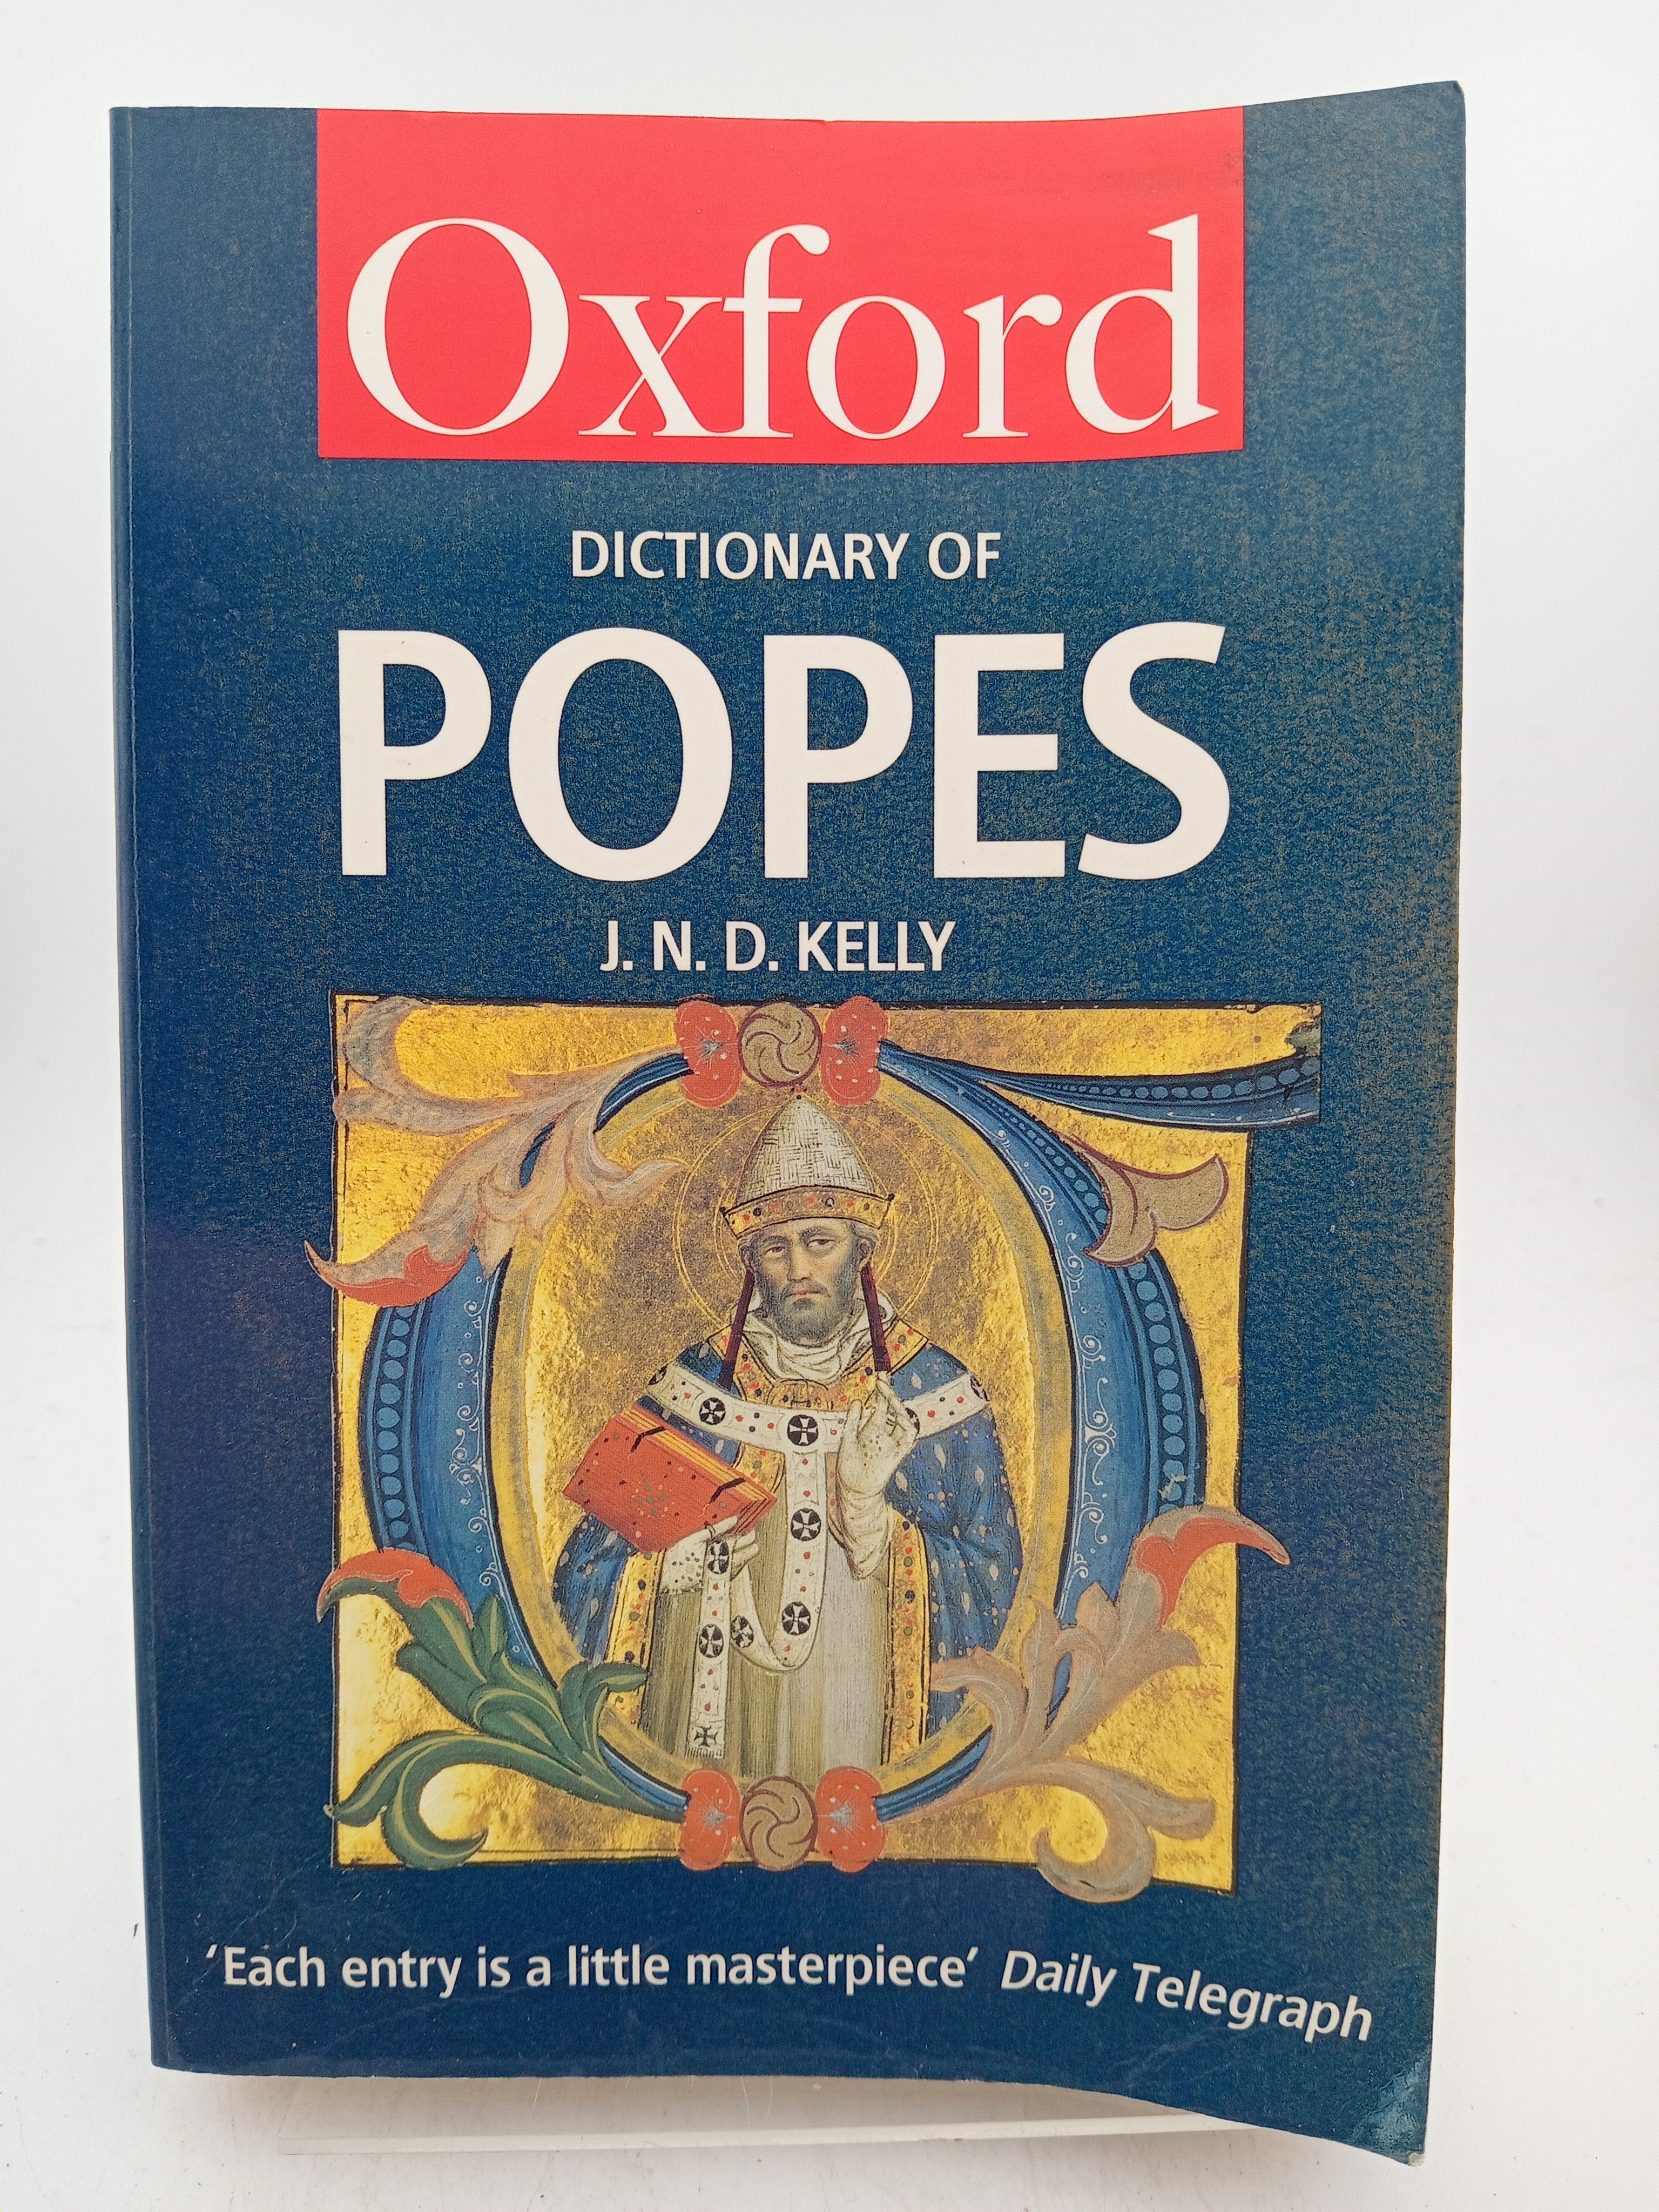 Oxford
DICTIONARY OF
POPES
J. N. D. KELLY
‘Each entry is a little masterpiece’ Daily Telegraph